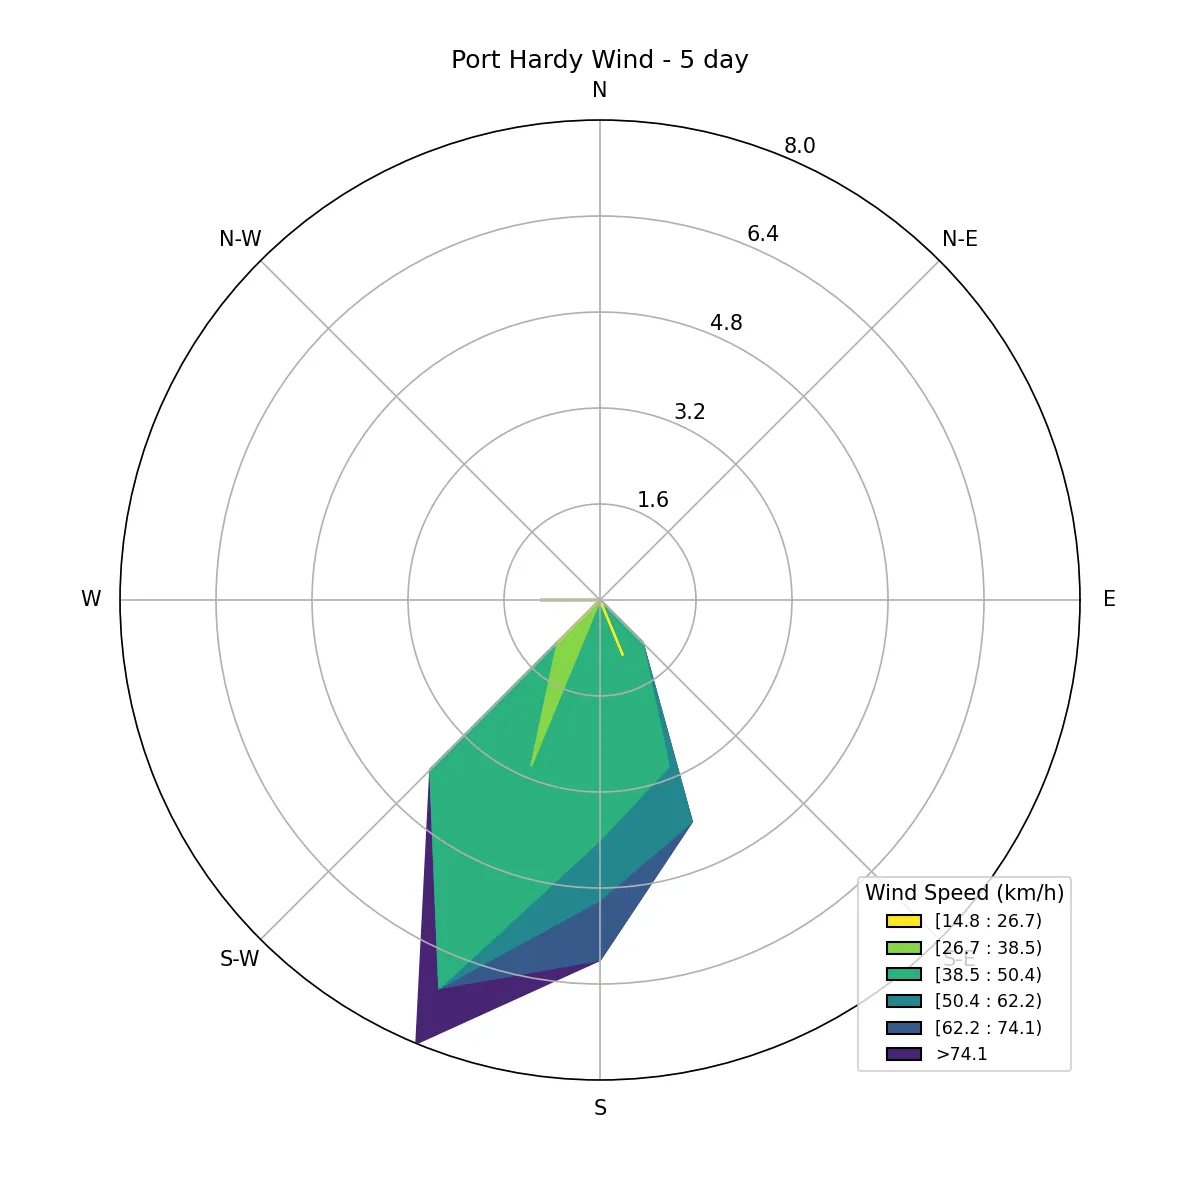 Port Hardy Wind - 5 day
N
8.0
N-W
6.4
N-E
4.8
3.2
1.6
W
E
Wind Speed (km/h)
[14.8 : 26.7)
[26.7 : 38.5)
S-W
S-E
[38.5 : 50.4)
[50.4 : 62.2)
[62.2 : 74.1)
>74.1
S